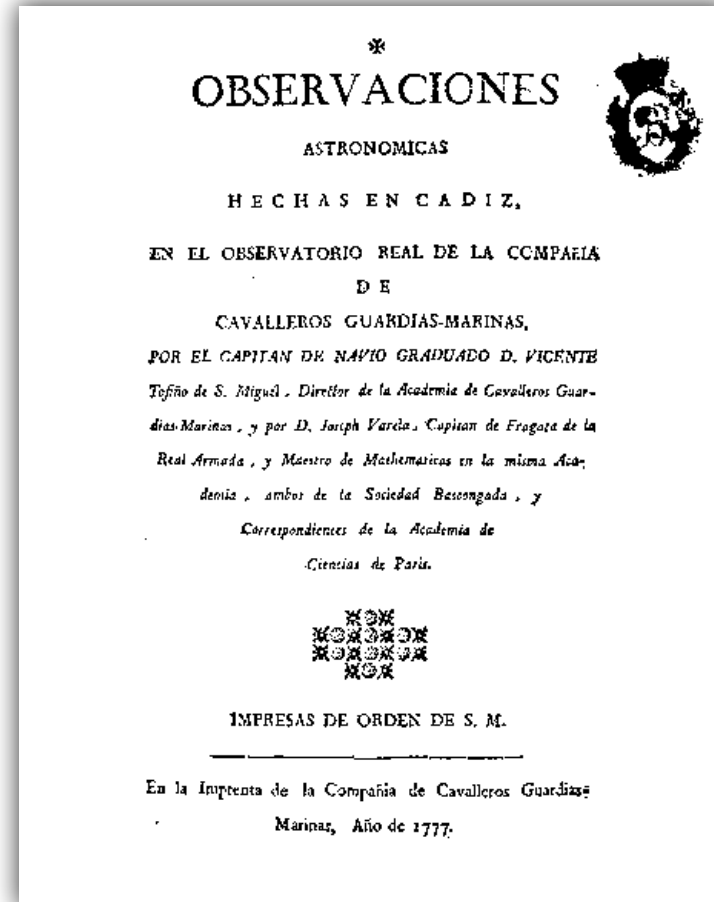 OBSERVACIONES
ASTRONOMICAS
HECHAS EN CADIZ,
EN EL OBSERVATORIO REAL DE LA COMPAÑIA
DE
CAVALLEROS GUARDIAS-MARINAS,
POR EL CAPITAN DE NAVIO GRADUADO D. VICENTE
Tofiño de S. Miguel, Director de la Academia de Cavalleros Guar-
dias-Marinas, y por D. Joseph Varela, Capitan de Fragata de la
Real Armada, y Maestro de Mathematicas en la misma Aca-
demia, ambos de la Sociedad Bascongada, y
Correspondientes de la Academia de
Ciencias de Paris.
IMPRESAS DE ORDEN DE S. M.
En la Imprenta de la Compañia de Cavalleros Guardias-
Marinas, Año de 1777.